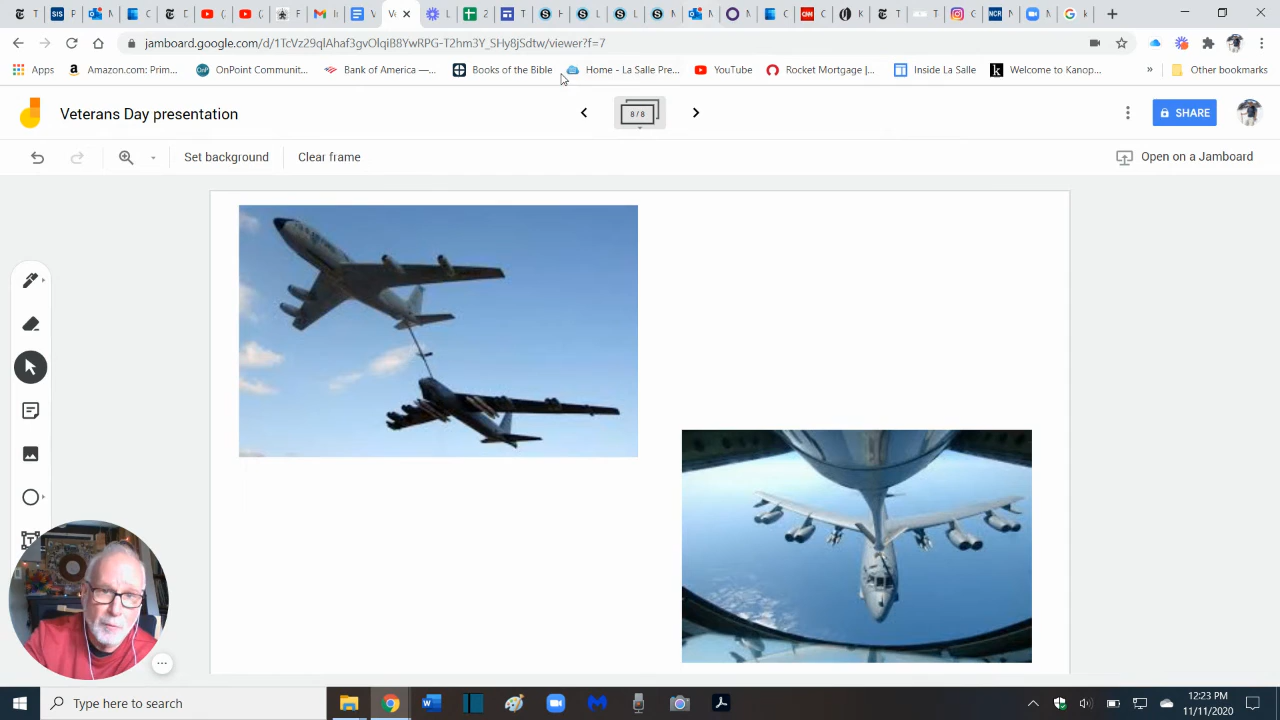 jamboard.google.com/d/1TcVz29qlAhaf3gvOlqiB8YwRPG-T2hm3Y_SHy8jSdtw/viewer?f=7
Apps Amazon.com: Prim... OnPoint Commu... Bank of America —... Books of the Bible Home - La Salle Pre... YouTube Rocket Mortgage |... Inside La Salle Welcome to Kanop... » Other bookmarks
Veterans Day presentation
8 / 8
SHARE
Set background
Clear frame
Open on a Jamboard
Type here to search
12:23 PM
11/11/2020